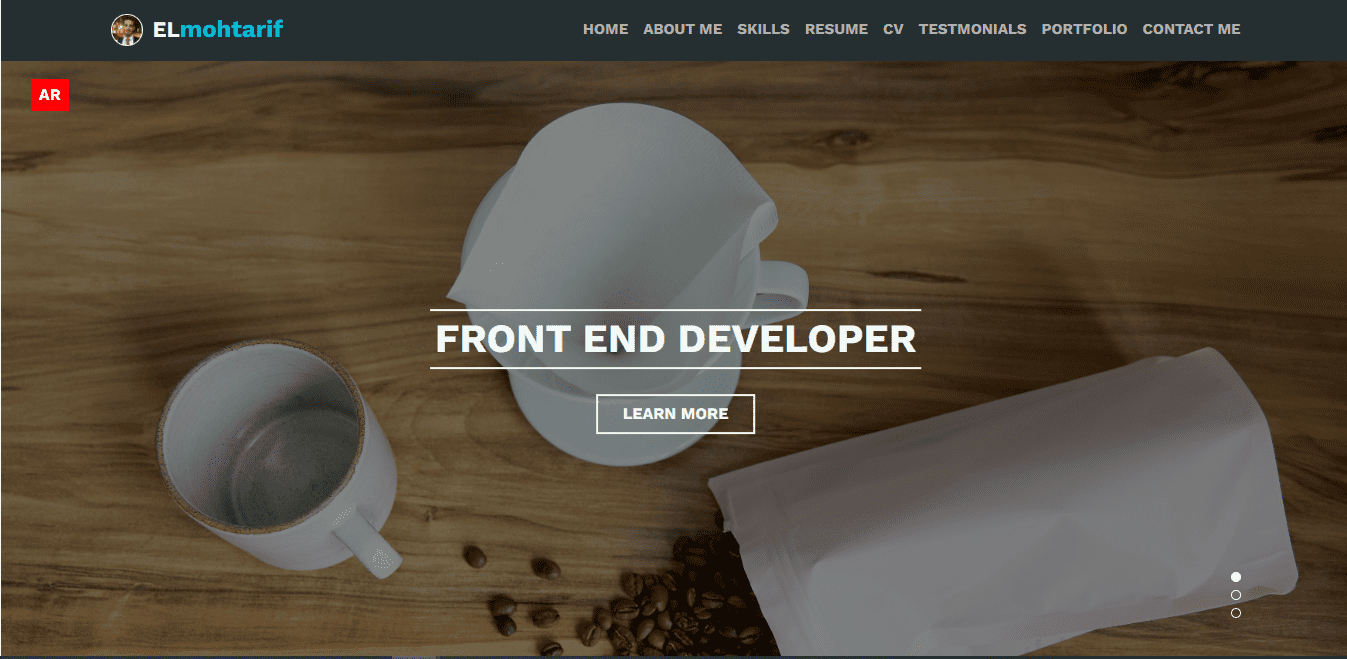 ELmohtarif
HOME ABOUT ME SKILLS RESUME CV TESTMONIALS PORTFOLIO CONTACT ME
AR
FRONT END DEVELOPER
LEARN MORE